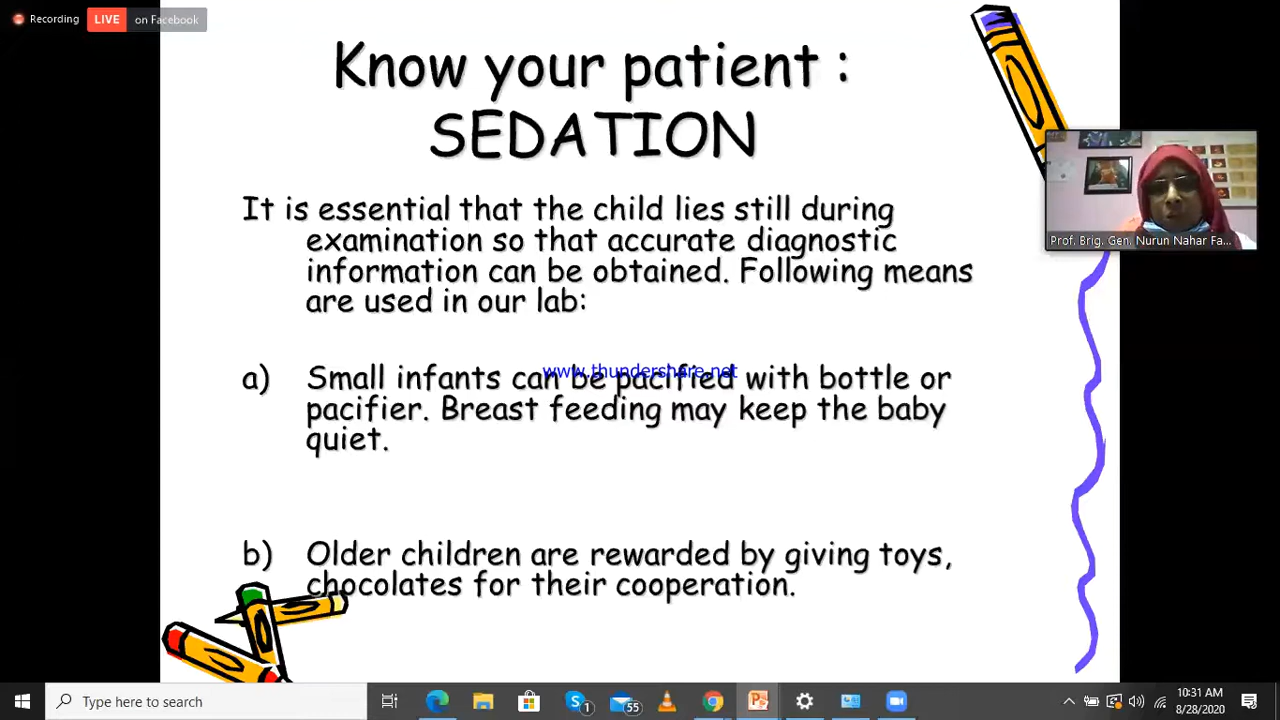 Recording
LIVE on Facebook
Know your patient :
SEDATION
It is essential that the child lies still during
examination so that accurate diagnostic
information can be obtained. Following means
are used in our lab:
www.thundershare.net
a) Small infants can be pacified with bottle or
pacifier. Breast feeding may keep the baby
quiet.
b) Older children are rewarded by giving toys,
chocolates for their cooperation.
Prof. Brig. Gen. Nurun Nahar Fa...
Type here to search
1
55
10:31 AM
8/28/2020